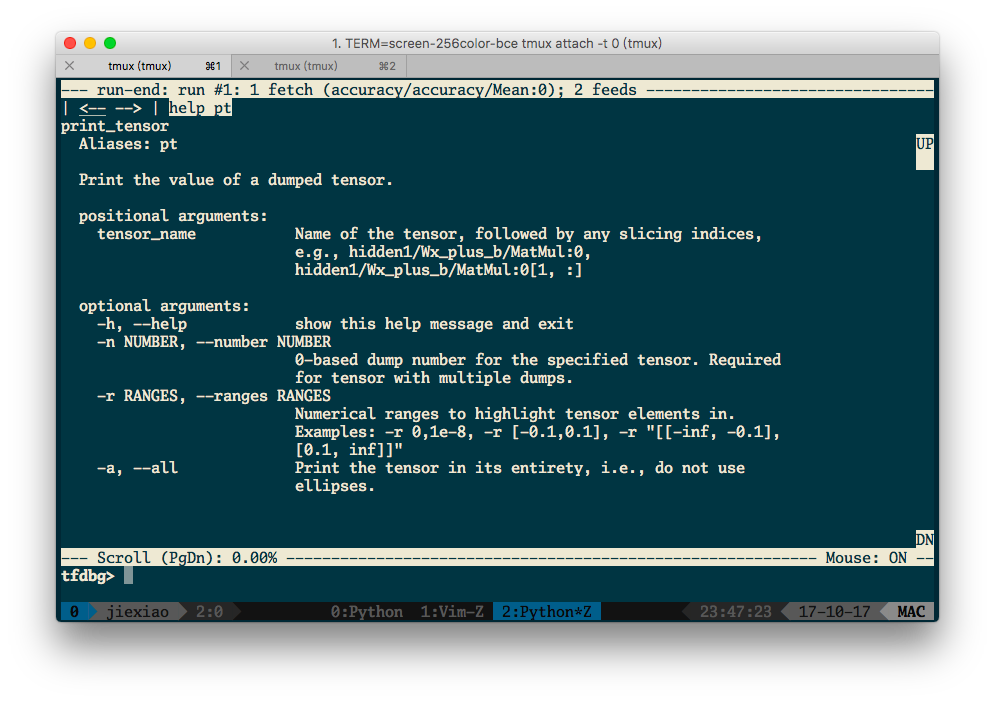 1. TERM=screen-256color-bce tmux attach -t 0 (tmux)
tmux (tmux) ⌘1 tmux (tmux) ⌘2
--- run-end: run #1: 1 fetch (accuracy/accuracy/Mean:0); 2 feeds --------------------------------
| <-- --> | help pt
print_tensor
Aliases: pt
UP
Print the value of a dumped tensor.
positional arguments:
tensor_name Name of the tensor, followed by any slicing indices,
e.g., hidden1/Wx_plus_b/MatMul:0,
hidden1/Wx_plus_b/MatMul:0[1, :]
optional arguments:
-h, --help show this help message and exit
-n NUMBER, --number NUMBER
0-based dump number for the specified tensor. Required
for tensor with multiple dumps.
-r RANGES, --ranges RANGES
Numerical ranges to highlight tensor elements in.
Examples: -r 0,1e-8, -r [-0.1,0.1], -r "[[-inf, -0.1],
[0.1, inf]]"
-a, --all Print the tensor in its entirety, i.e., do not use
ellipses.
DN
--- Scroll (PgDn): 0.00% ----------------------------------------------------------- Mouse: ON --
tfdbg>
0 jiexiao 2:0 0:Python 1:Vim-Z 2:Python*Z 23:47:23 17-10-17 MAC